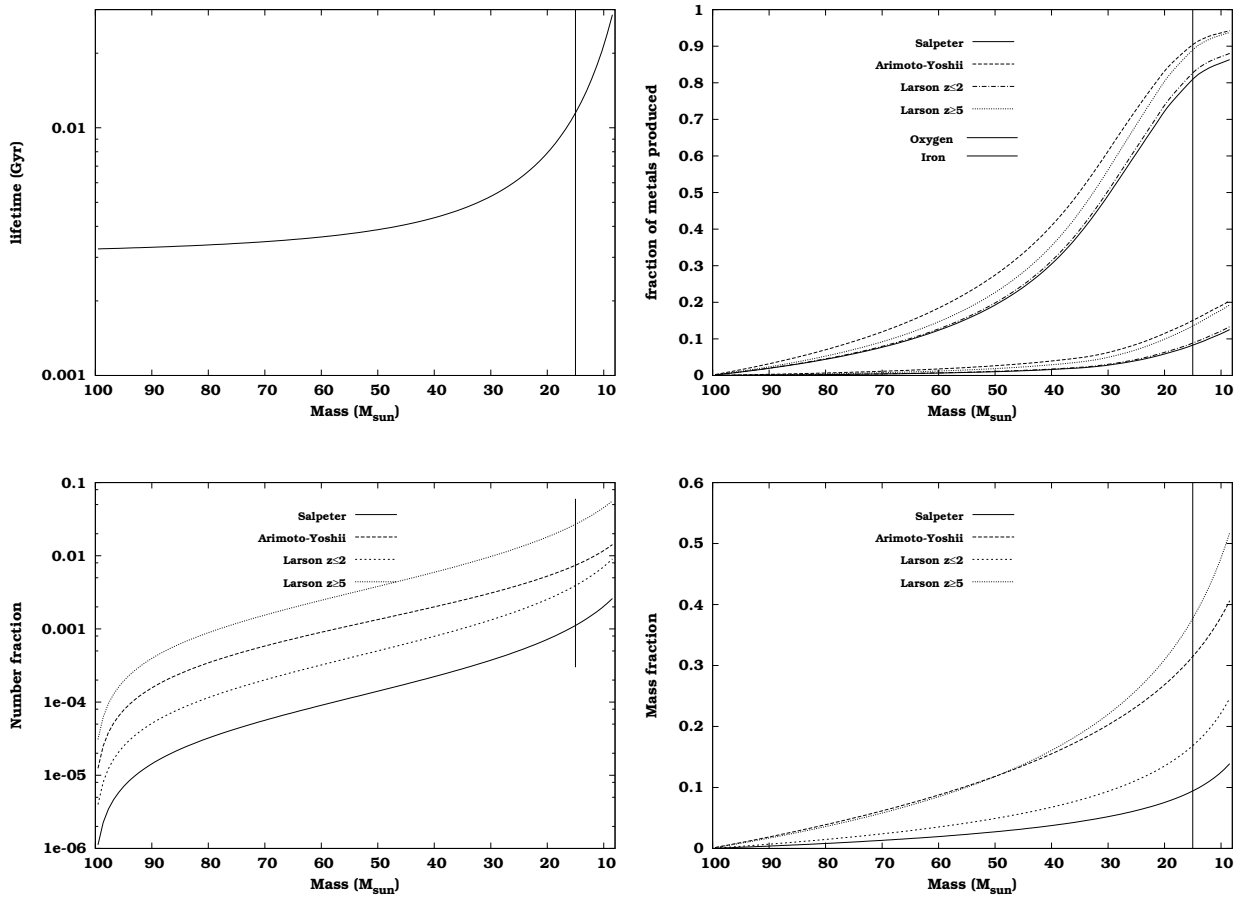 lifetime (Gyr)
0.01
0.001
100 90 80 70 60 50 40 30 20 10
Mass (M_sun)
fraction of metals produced
1
0.9
0.8
0.7
0.6
0.5
0.4
0.3
0.2
0.1
0
Salpeter
Arimoto-Yoshii
Larson z≤2
Larson z≥5
Oxygen
Iron
100 90 80 70 60 50 40 30 20 10
Mass (M_sun)
Number fraction
0.1
0.01
0.001
1e-04
1e-05
1e-06
Salpeter
Arimoto-Yoshii
Larson z≤2
Larson z≥5
100 90 80 70 60 50 40 30 20 10
Mass (M_sun)
Mass fraction
0.6
0.5
0.4
0.3
0.2
0.1
0
Salpeter
Arimoto-Yoshii
Larson z≤2
Larson z≥5
100 90 80 70 60 50 40 30 20 10
Mass (M_sun)